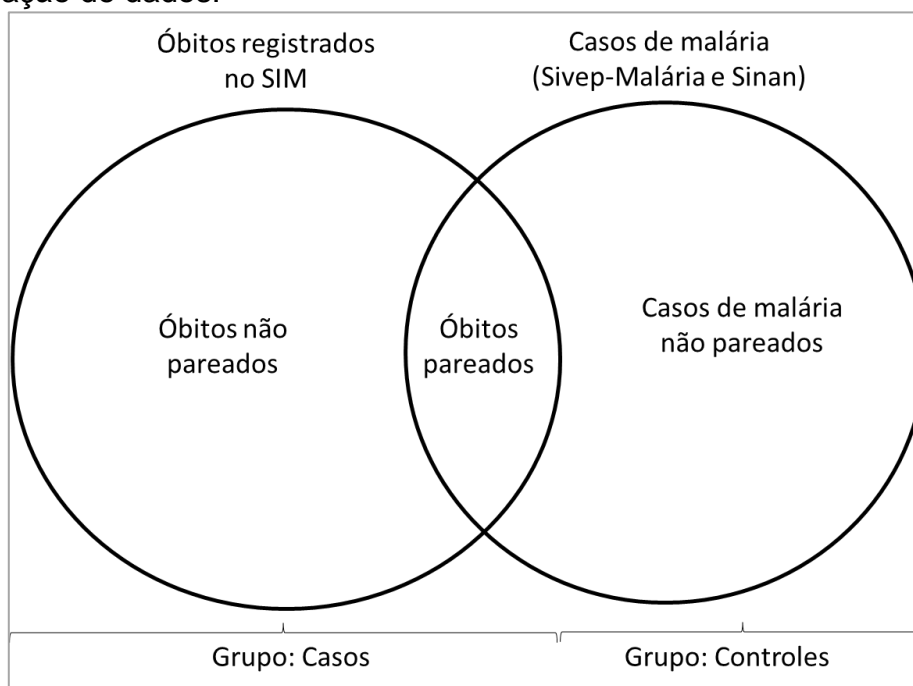 Óbitos registrados
no SIM
Casos de malária
(Sivep-Malária e Sinan)
Óbitos não
pareados
Óbitos
pareados
Casos de malária
não pareados
Grupo: Casos
Grupo: Controles